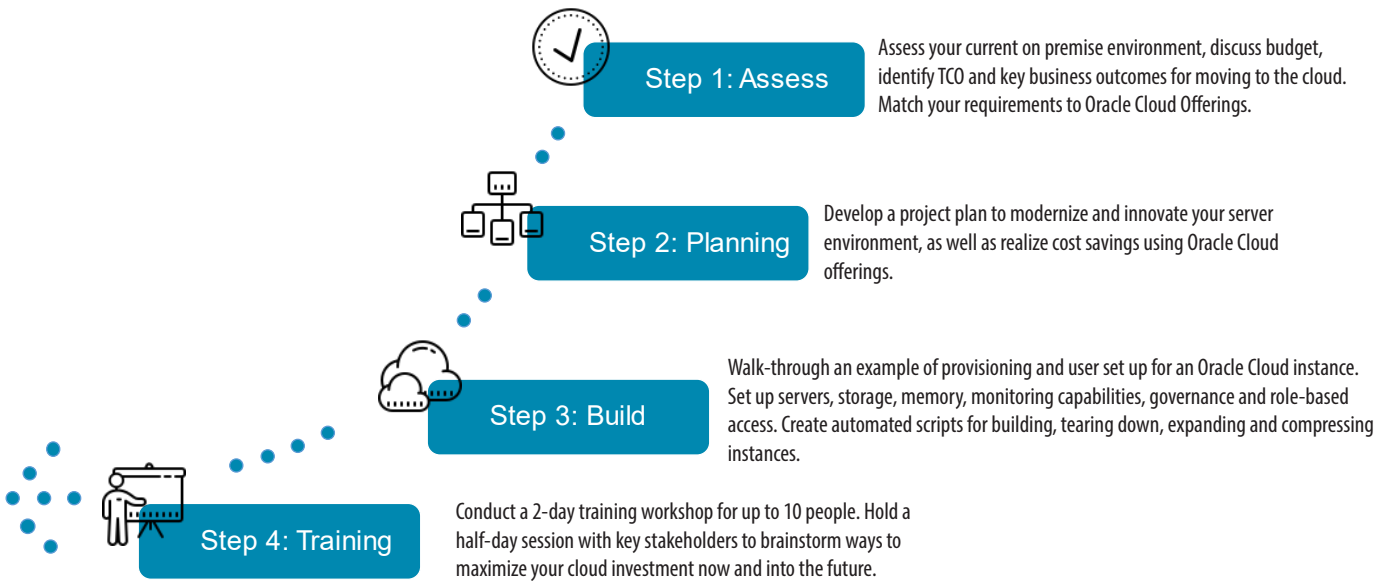 Step 1: Assess
Assess your current on premise environment, discuss budget,
identify TCO and key business outcomes for moving to the cloud.
Match your requirements to Oracle Cloud Offerings.
Step 2: Planning
Develop a project plan to modernize and innovate your server
environment, as well as realize cost savings using Oracle Cloud
offerings.
Step 3: Build
Walk-through an example of provisioning and user set up for an Oracle Cloud instance.
Set up servers, storage, memory, monitoring capabilities, governance and role-based
access. Create automated scripts for building, tearing down, expanding and compressing
instances.
Step 4: Training
Conduct a 2-day training workshop for up to 10 people. Hold a
half-day session with key stakeholders to brainstorm ways to
maximize your cloud investment now and into the future.